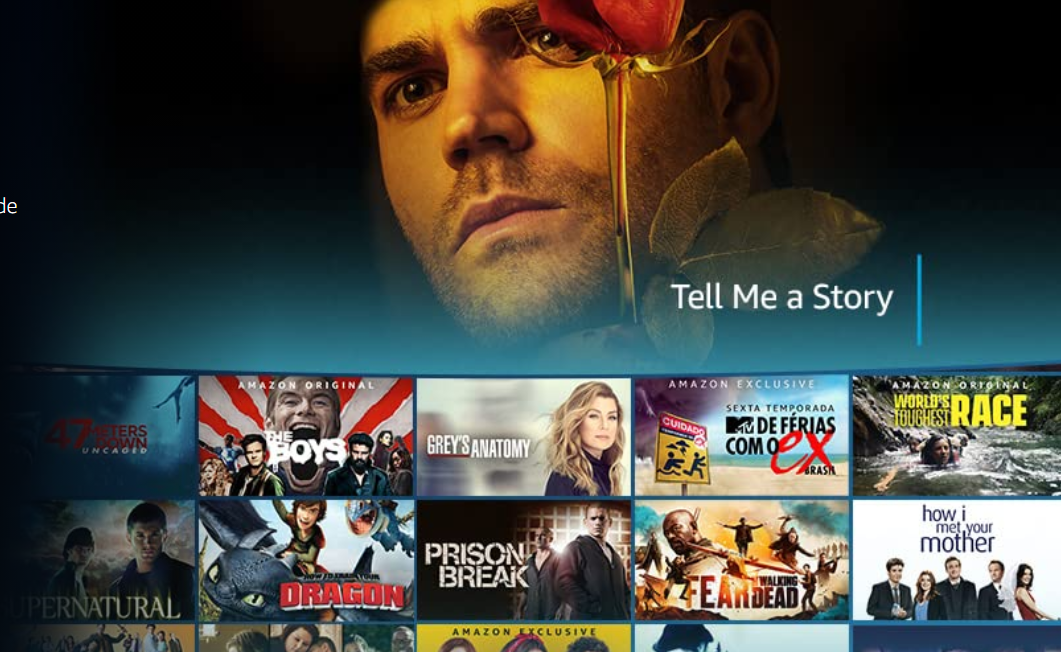 de
Tell Me a Story
47 METERS
DOWN
UNCAGED
AMAZON ORIGINAL
THE
BOYS
GREY'S ANATOMY
AMAZON EXCLUSIVE
CUIDADO
SEXTA TEMPORADA
MTV DE FÉRIAS
COM O ex
BRASIL
AMAZON ORIGINAL
WORLD'S
TOUGHEST RACE
UPERNATURAL
HOW TO TRAIN YOUR
DRAGON
PRISON
BREAK
FEAR THE WALKING
DEAD
how i
met your
mother
AMAZON EXCLUSIVE